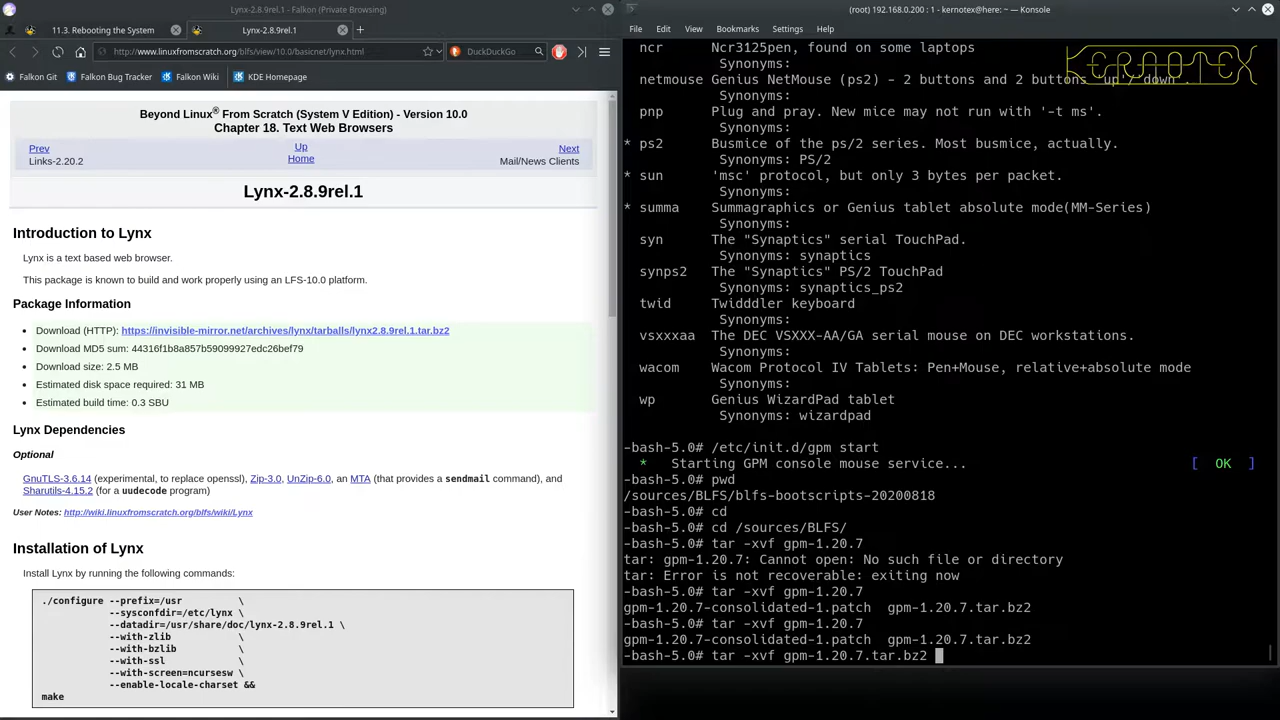 Lynx-2.8.9rel.1 - Falkon (Private Browsing)
11.3. Rebooting the System
Lynx-2.8.9rel.1
http://www.linuxfromscratch.org/blfs/view/10.0/basicnet/lynx.html
DuckDuckGo
Falkon Git
Falkon Bug Tracker
Falkon Wiki
KDE Homepage
Beyond Linux® From Scratch (System V Edition) - Version 10.0
Chapter 18. Text Web Browsers
Prev
Up
Next
Links-2.20.2
Home
Mail/News Clients
Lynx-2.8.9rel.1
Introduction to Lynx
Lynx is a text based web browser.
This package is known to build and work properly using an LFS-10.0 platform.
Package Information
Download (HTTP): https://invisible-mirror.net/archives/lynx/tarballs/lynx2.8.9rel.1.tar.bz2
Download MD5 sum: 44316f1b8a857b59099927edc26bef79
Download size: 2.5 MB
Estimated disk space required: 31 MB
Estimated build time: 0.3 SBU
Lynx Dependencies
Optional
GnuTLS-3.6.14 (experimental, to replace openssl), Zip-3.0, UnZip-6.0, an MTA (that provides a sendmail command), and
Sharutils-4.15.2 (for a uudecode program)
User Notes: http://wiki.linuxfromscratch.org/blfs/wiki/Lynx
Installation of Lynx
Install Lynx by running the following commands:
./configure --prefix=/usr \
--sysconfdir=/etc/lynx \
--datadir=/usr/share/doc/lynx-2.8.9rel.1 \
--with-zlib \
--with-bzlib \
--with-ssl \
--with-screen=ncursesw \
--enable-locale-charset &&
make
(root) 192.168.0.200 : 1 - kernotex@here: ~ — Konsole
File Edit View Bookmarks Settings Help
KERNOTEX
ncr Ncr3125pen, found on some laptops
Synonyms:
netmouse Genius NetMouse (ps2) - 2 buttons and 2 buttons 'up'/'down'.
Synonyms:
pnp Plug and pray. New mice may not run with '-t ms'.
Synonyms:
* ps2 Busmice of the ps/2 series. Most busmice, actually.
Synonyms: PS/2
* sun 'msc' protocol, but only 3 bytes per packet.
Synonyms:
* summa Summagraphics or Genius tablet absolute mode(MM-Series)
Synonyms:
syn The "Synaptics" serial TouchPad.
Synonyms: synaptics
synps2 The "Synaptics" PS/2 TouchPad
Synonyms: synaptics_ps2
twid Twidddler keyboard
vsxxxaa The DEC VSXXX-AA/GA serial mouse on DEC workstations.
Synonyms:
wacom Wacom Protocol IV Tablets: Pen+Mouse, relative+absolute mode
Synonyms:
wp Genius WizardPad tablet
Synonyms: wizardpad
-bash-5.0# /etc/init.d/gpm start
* Starting GPM console mouse service... [ OK ]
-bash-5.0# pwd
/sources/BLFS/blfs-bootscripts-20200818
-bash-5.0# cd
-bash-5.0# cd /sources/BLFS/
-bash-5.0# tar -xvf gpm-1.20.7
tar: gpm-1.20.7: Cannot open: No such file or directory
tar: Error is not recoverable: exiting now
-bash-5.0# tar -xvf gpm-1.20.7
gpm-1.20.7-consolidated-1.patch gpm-1.20.7.tar.bz2
-bash-5.0# tar -xvf gpm-1.20.7
gpm-1.20.7-consolidated-1.patch gpm-1.20.7.tar.bz2
-bash-5.0# tar -xvf gpm-1.20.7.tar.bz2